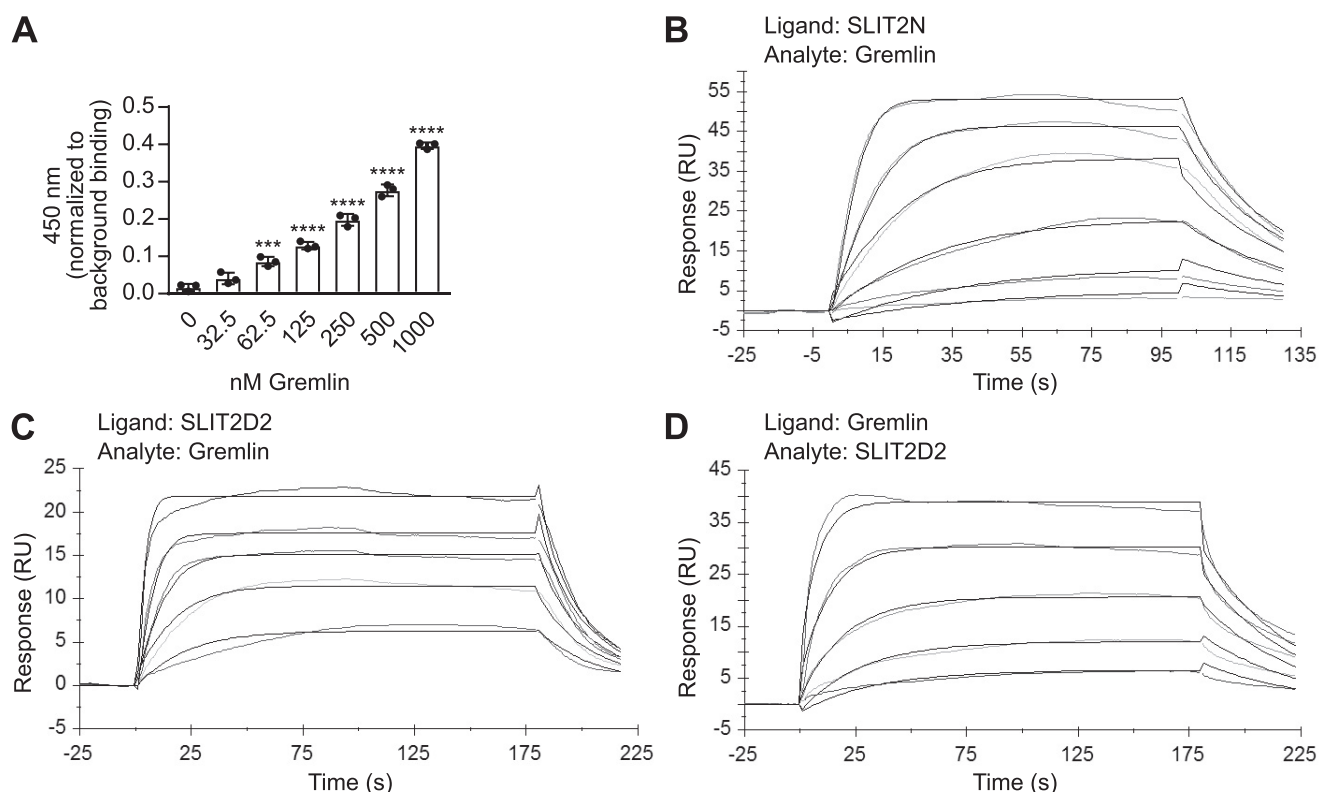 A
450 nm
(normalized to
background binding)
0.5
0.4
0.3
0.2
0.1
0.0
***
****
****
****
****
0
32.5
62.5
125
250
500
1000
nM Gremlin
B
Ligand: SLIT2N
Analyte: Gremlin
Response (RU)
55
45
35
25
15
5
-5
-25
-5
15
35
55
75
95
115
135
Time (s)
C
Ligand: SLIT2D2
Analyte: Gremlin
Response (RU)
25
20
15
10
5
0
-5
-25
25
75
125
175
225
Time (s)
D
Ligand: Gremlin
Analyte: SLIT2D2
Response (RU)
45
35
25
15
5
-5
-25
25
75
125
175
225
Time (s)